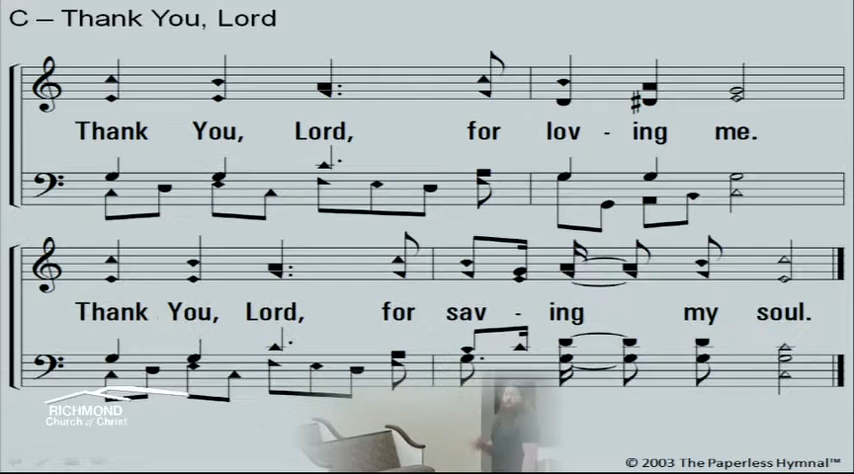 C – Thank You, Lord
Thank You, Lord, for lov - ing me.
Thank You, Lord, for sav - ing my soul.
RICHMOND
Church of Christ
© 2003 The Paperless Hymnal™